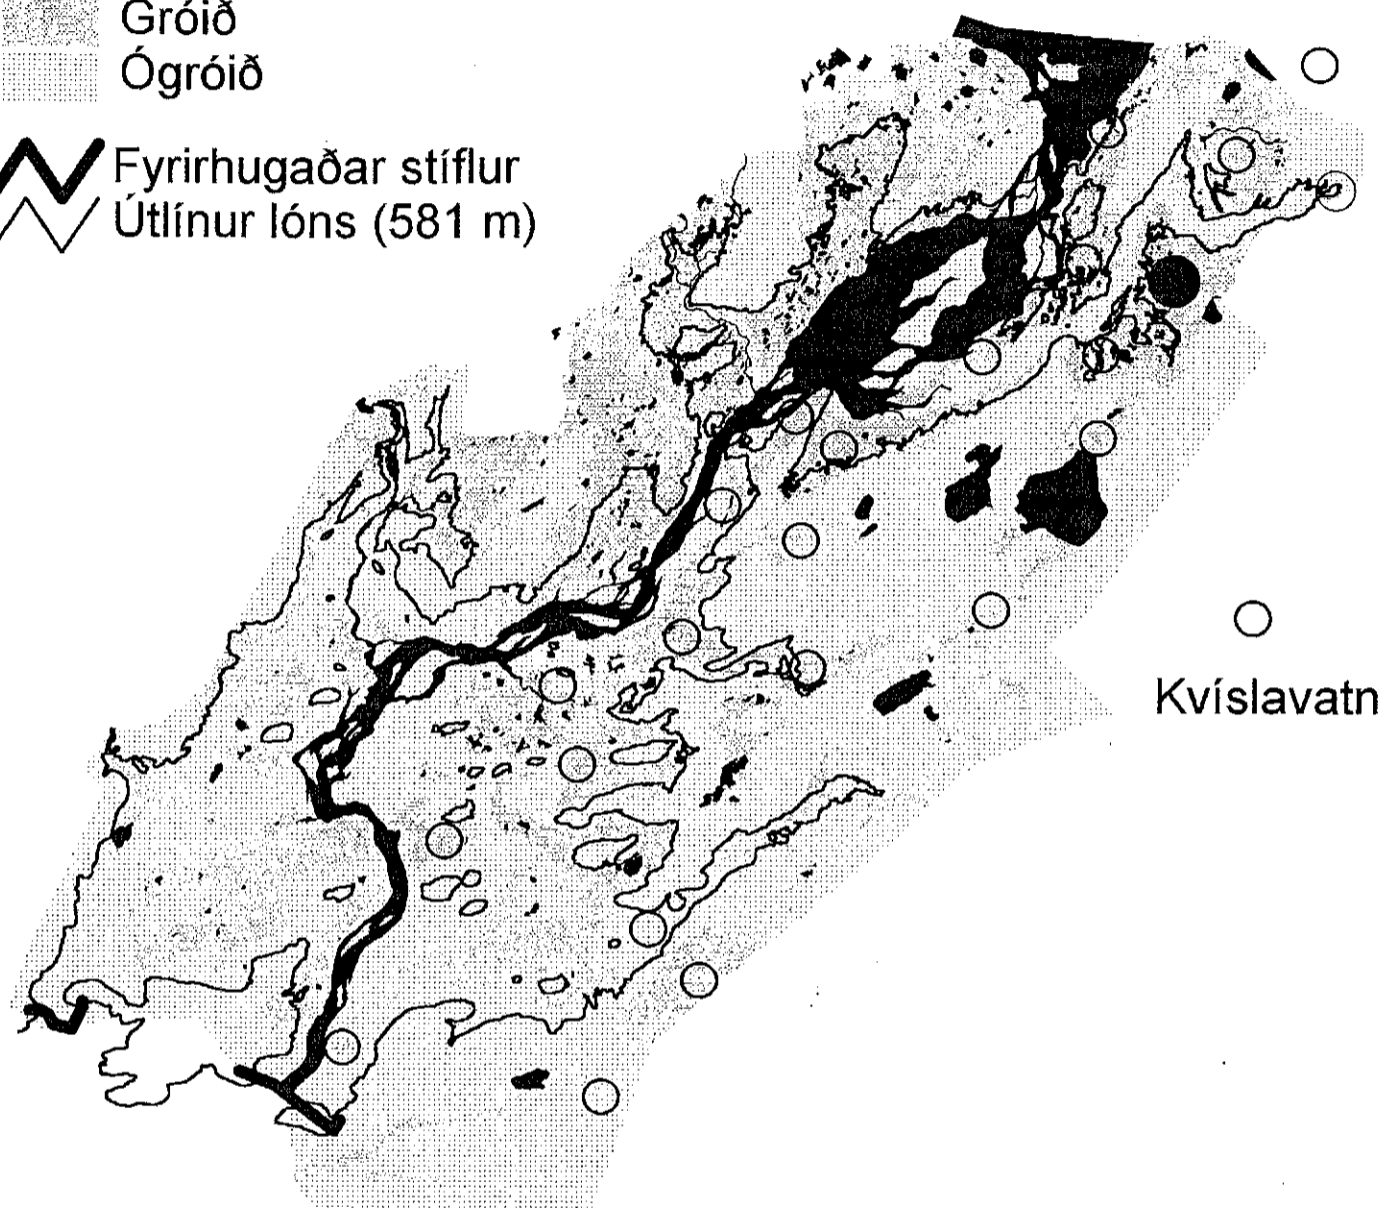 Gróið
Ógróið
Fyrirhugaðar stíflur
Útlínur lóns (581 m)
Kvíslavatn